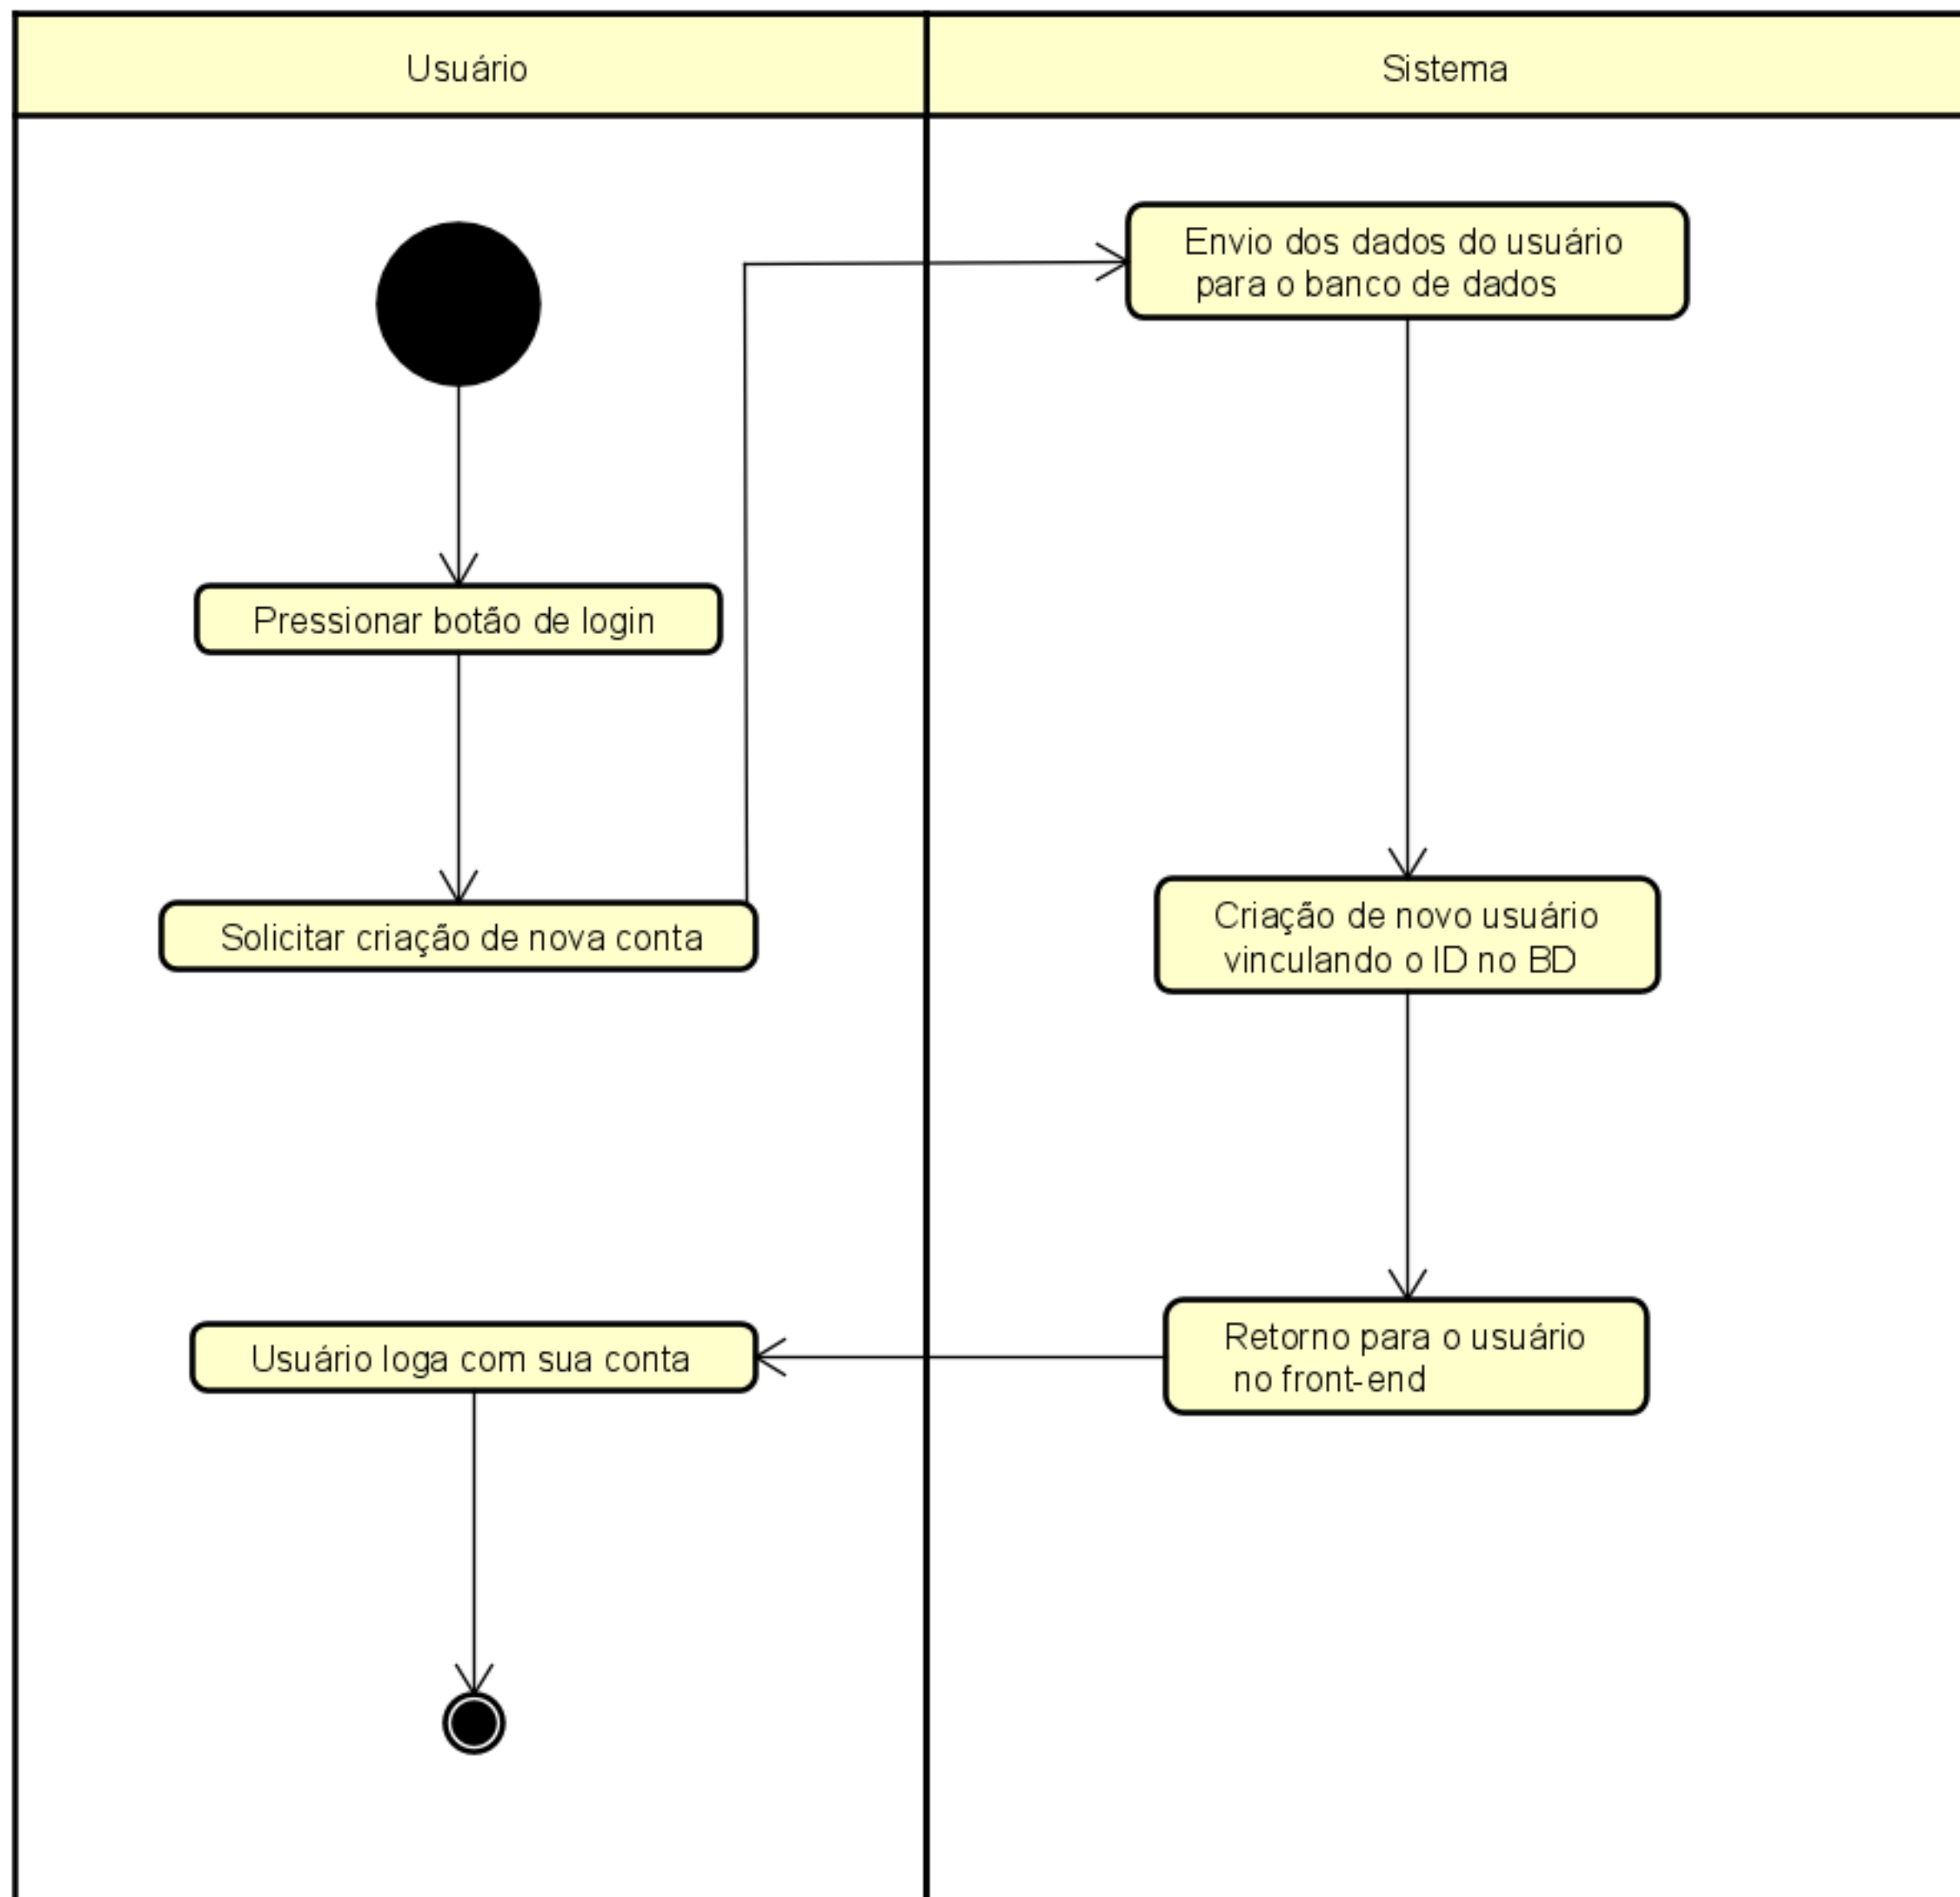 Usuário
Sistema
Envio dos dados do usuário
para o banco de dados
Pressionar botão de login
Solicitar criação de nova conta
Criação de novo usuário
vinculando o ID no BD
Retorno para o usuário
no front-end
Usuário loga com sua conta